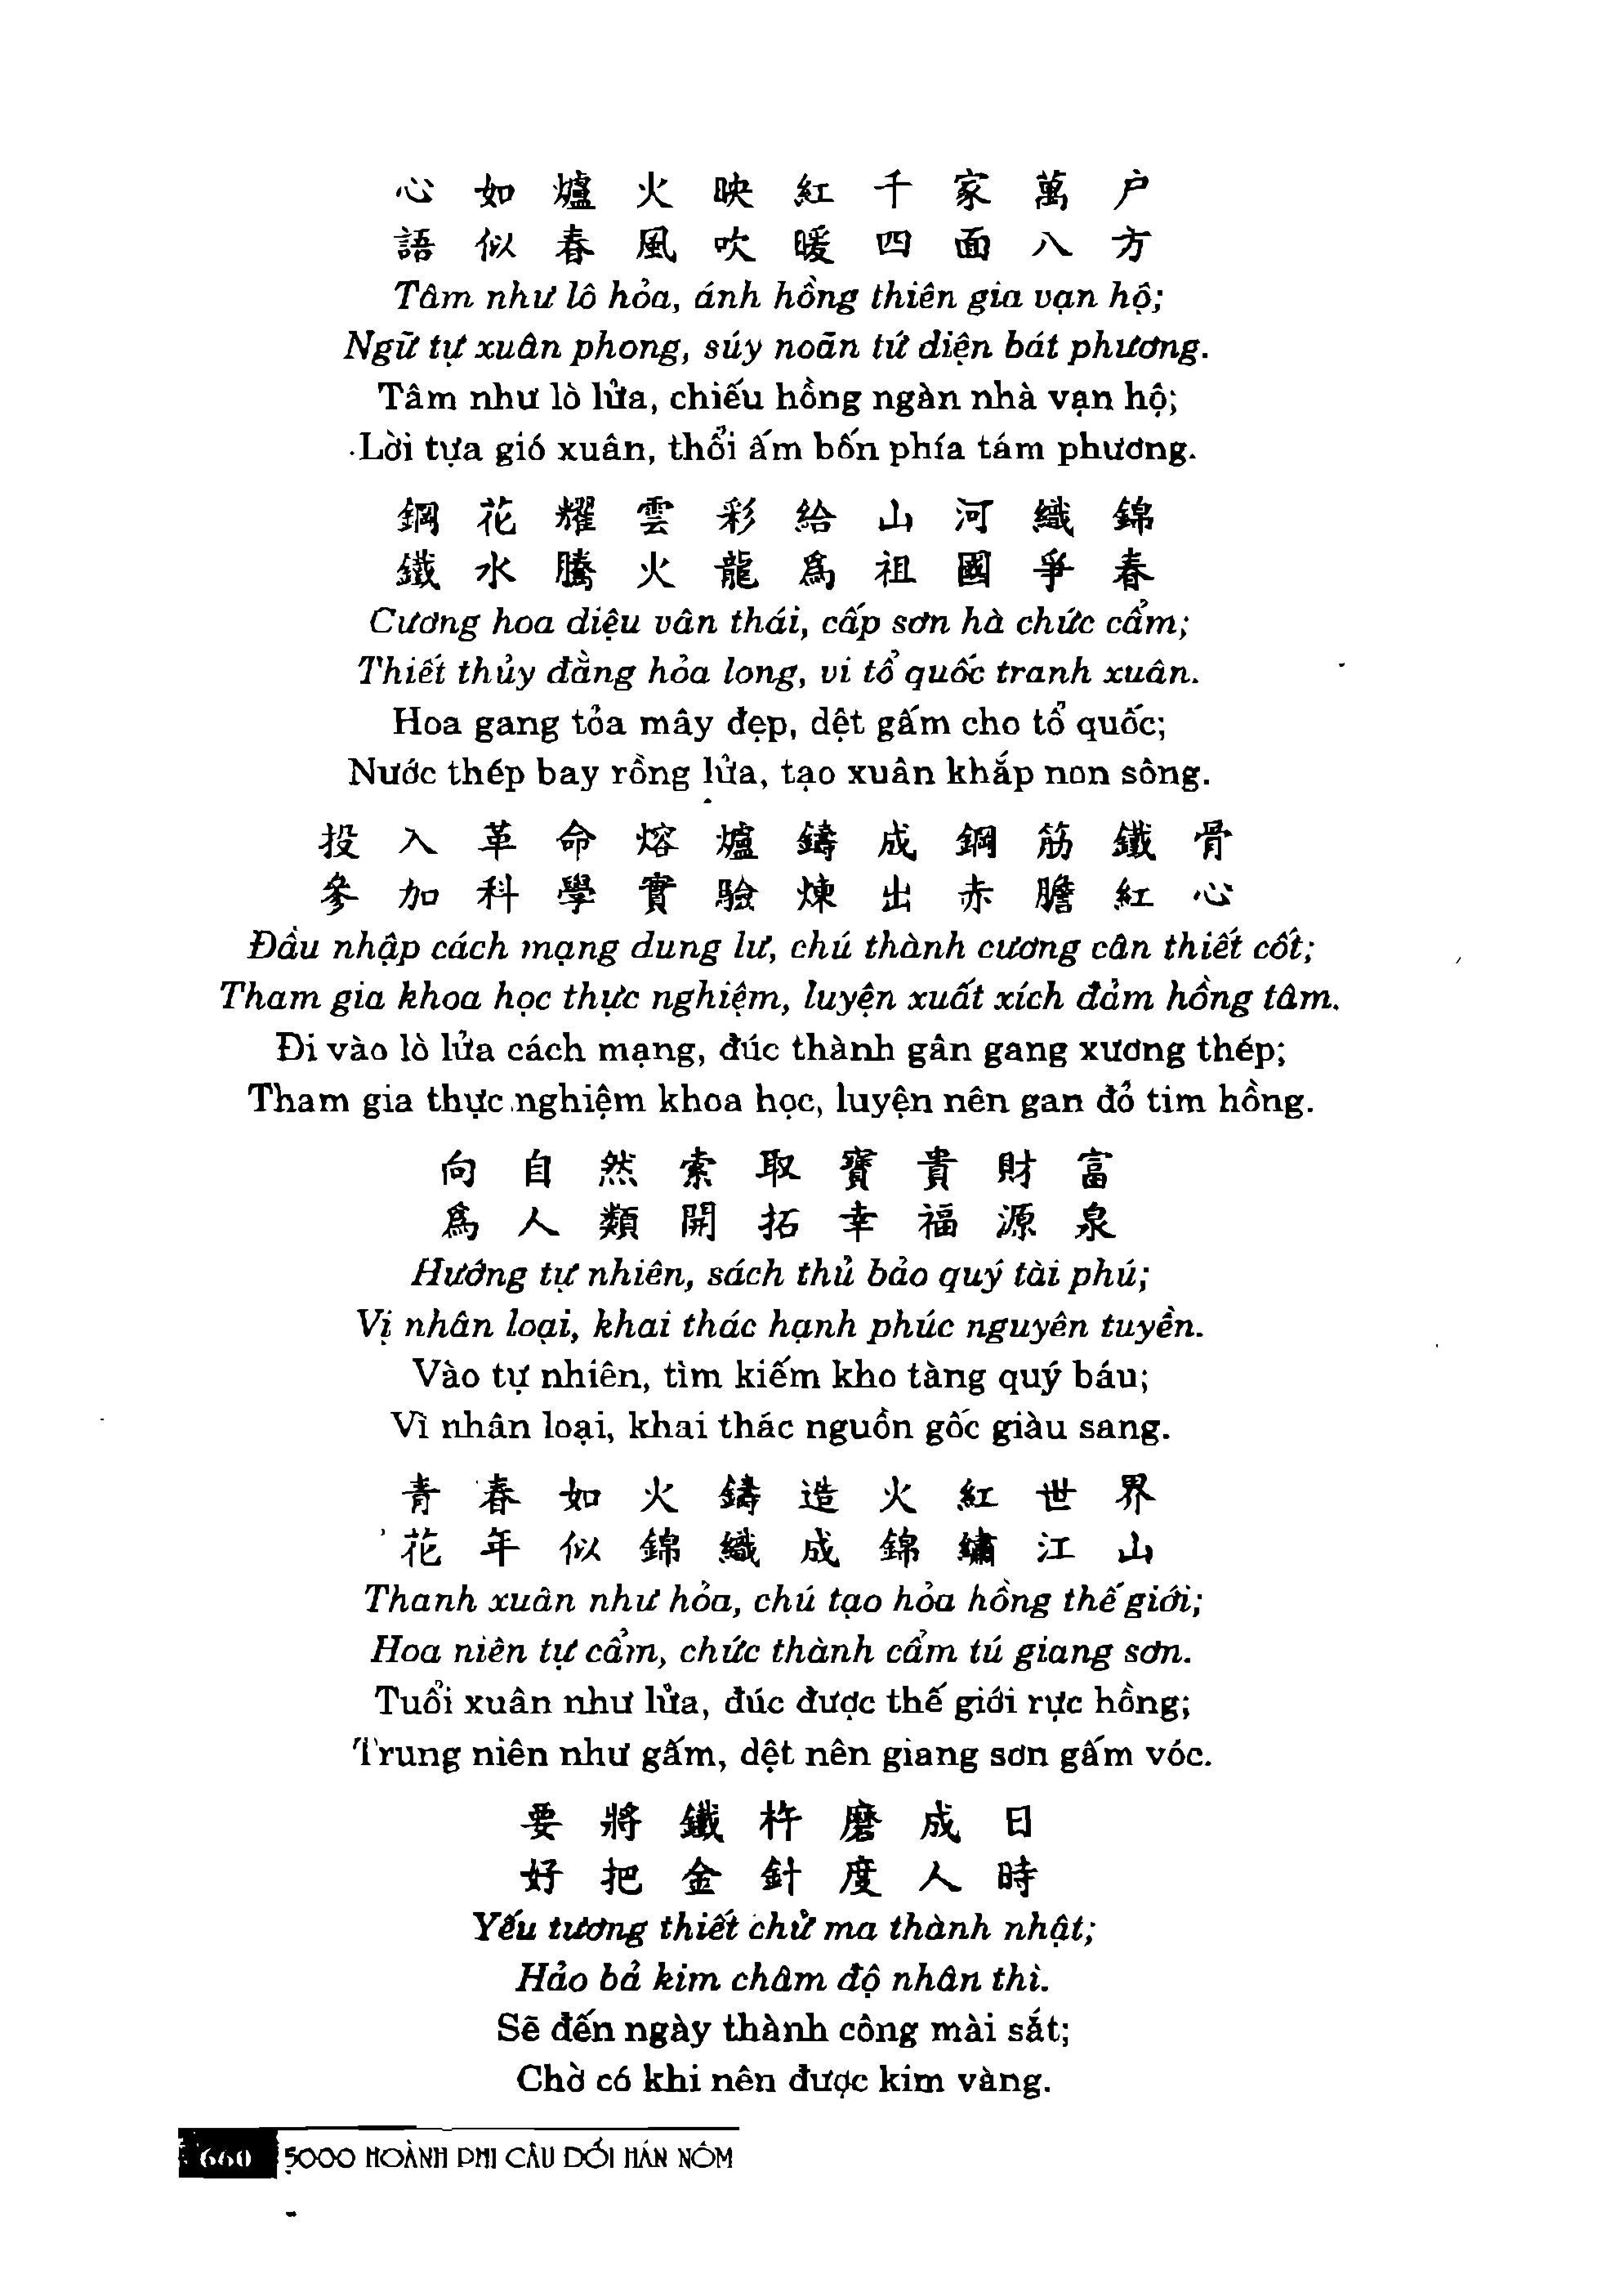 心如爐火映紅千家萬户
語似春風吹暖四面八方
Tâm như lô hỏa, ánh hồng thiên gia vạn hộ;
Ngữ tự xuân phong, súy noãn tứ diện bát phương.
Tâm như lò lửa, chiếu hồng ngàn nhà vạn hộ;
Lời tựa gió xuân, thổi ấm bốn phía tám phương.
鋼花耀雲彩給山河織錦
鐵水騰火龍爲祖國爭春
Cương hoa diệu vân thái, cấp sơn hà chức cẩm;
Thiết thủy đằng hỏa long, vi tổ quốc tranh xuân.
Hoa gang tỏa mây đẹp, dệt gấm cho tổ quốc;
Nước thép bay rồng lửa, tạo xuân khắp non sông.
投入革命熔爐鑄成鋼筋鐵骨
參加科學實驗煉出赤膽紅心
Đầu nhập cách mạng dung lư, chú thành cương cân thiết cốt;
Tham gia khoa học thực nghiệm, luyện xuất xích đảm hồng tâm.
Đi vào lò lửa cách mạng, đúc thành gân gang xương thép;
Tham gia thực nghiệm khoa học, luyện nên gan đỏ tim hồng.
向自然索取寶貴財富
爲人類開拓幸福源泉
Hướng tự nhiên, sách thủ bảo quý tài phú;
Vị nhân loại, khai thác hạnh phúc nguyên tuyền.
Vào tự nhiên, tìm kiếm kho tàng quý báu;
Vì nhân loại, khai thác nguồn gốc giàu sang.
青春如火鑄造火紅世界
花年似錦織成錦繡江山
Thanh xuân như hỏa, chú tạo hỏa hồng thế giới;
Hoa niên tự cẩm, chức thành cẩm tú giang sơn.
Tuổi xuân như lửa, đúc được thế giới rực hồng;
Trung niên như gấm, dệt nên giang sơn gấm vóc.
要將鐵杵磨成日
好把金針度人時
Yếu tương thiết chử ma thành nhật;
Hảo bả kim châm độ nhân thì.
Sẽ đến ngày thành công mài sắt;
Chờ có khi nên được kim vàng.
660 5000 HOÀNH PHI CÂU ĐỐI HÁN NÔM